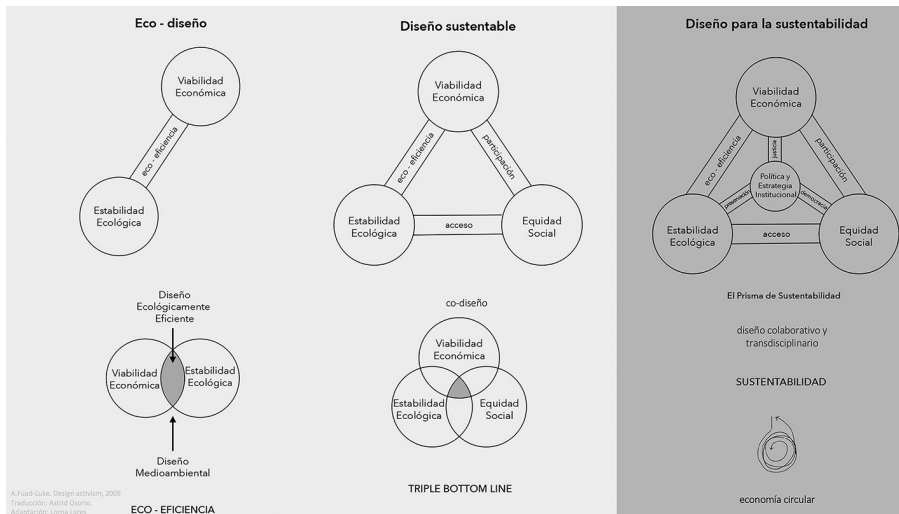 Eco - diseño
Viabilidad
Económica
eco - eficiencia
Estabilidad
Ecológica
Diseño
Ecológicamente
Eficiente
Viabilidad
Económica
Estabilidad
Ecológica
Diseño
Medioambiental
ECO - EFICIENCIA
A.Fuad-Luke. Design activism, 2009
Traducción: Astrid Osorio.
Adaptación: Lorna Lares
Diseño sustentable
Viabilidad
Económica
eco - eficiencia
participación
Estabilidad
Ecológica
acceso
Equidad
Social
co-diseño
Viabilidad
Económica
Estabilidad
Ecológica
Equidad
Social
TRIPLE BOTTOM LINE
Diseño para la sustentabilidad
Viabilidad
Económica
eco - eficiencia
justicia
participación
Política y
Estrategia
Institucional
preservación
democracia
Estabilidad
Ecológica
acceso
Equidad
Social
El Prisma de Sustentabilidad
diseño colaborativo y
transdisciplinario
SUSTENTABILIDAD
economía circular